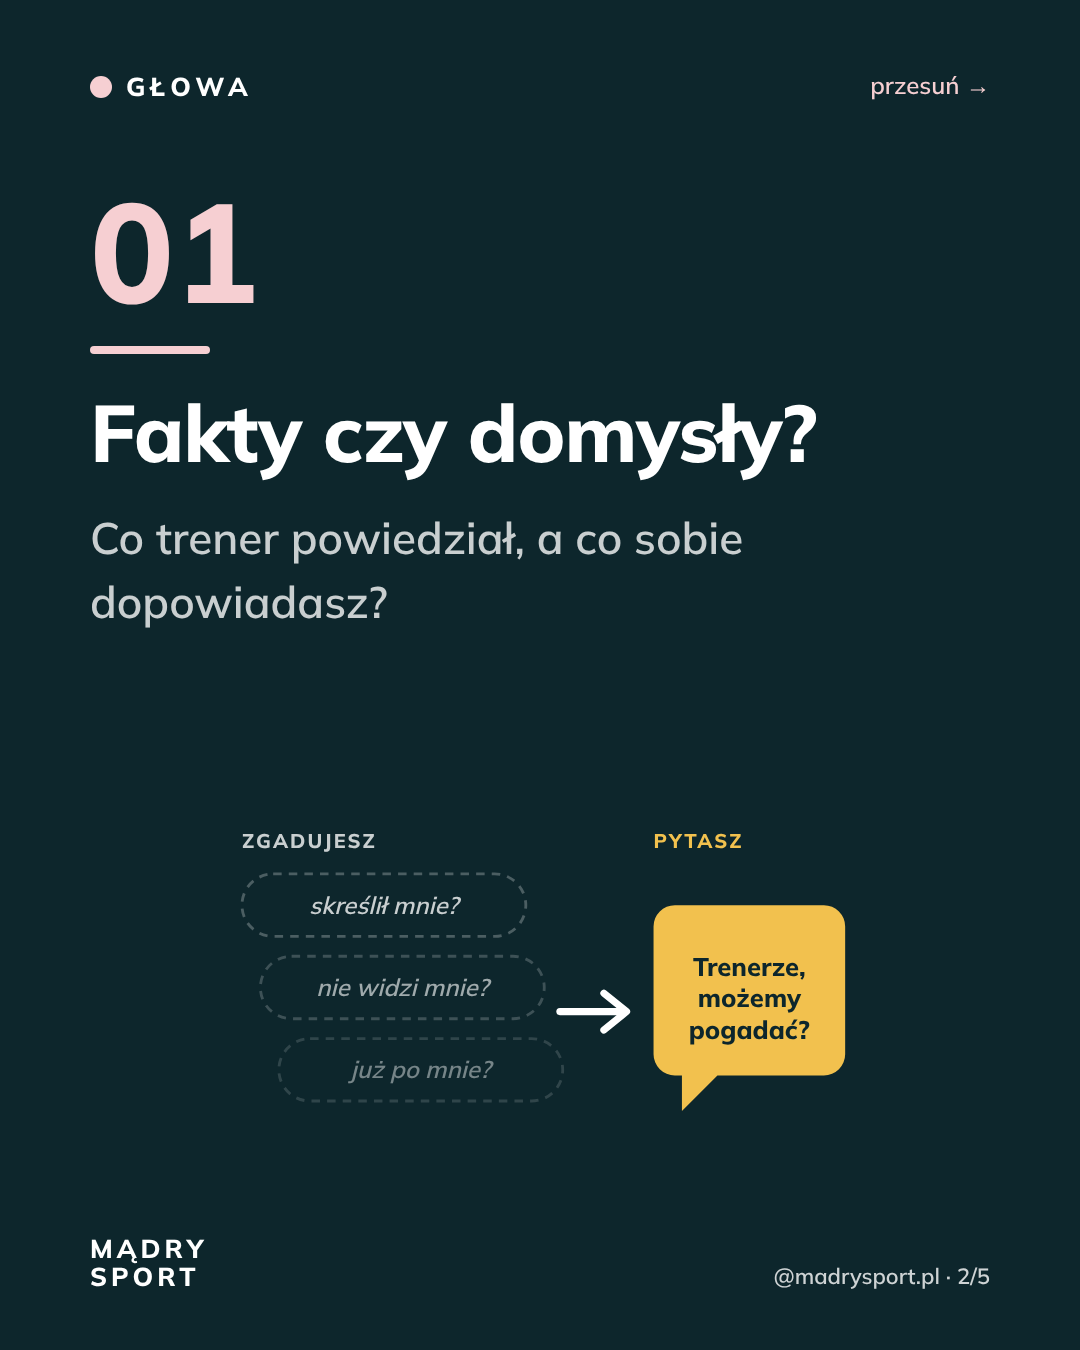 GŁOWA
przesuń →
01
Fakty czy domysły?
Co trener powiedział, a co sobie
dopowiadasz?
ZGADUJESZ
skreślił mnie?
nie widzi mnie?
już po mnie?
PYTASZ
Trenerze,
możemy
pogadać?
MĄDRY
SPORT
@madrysport.pl · 2/5